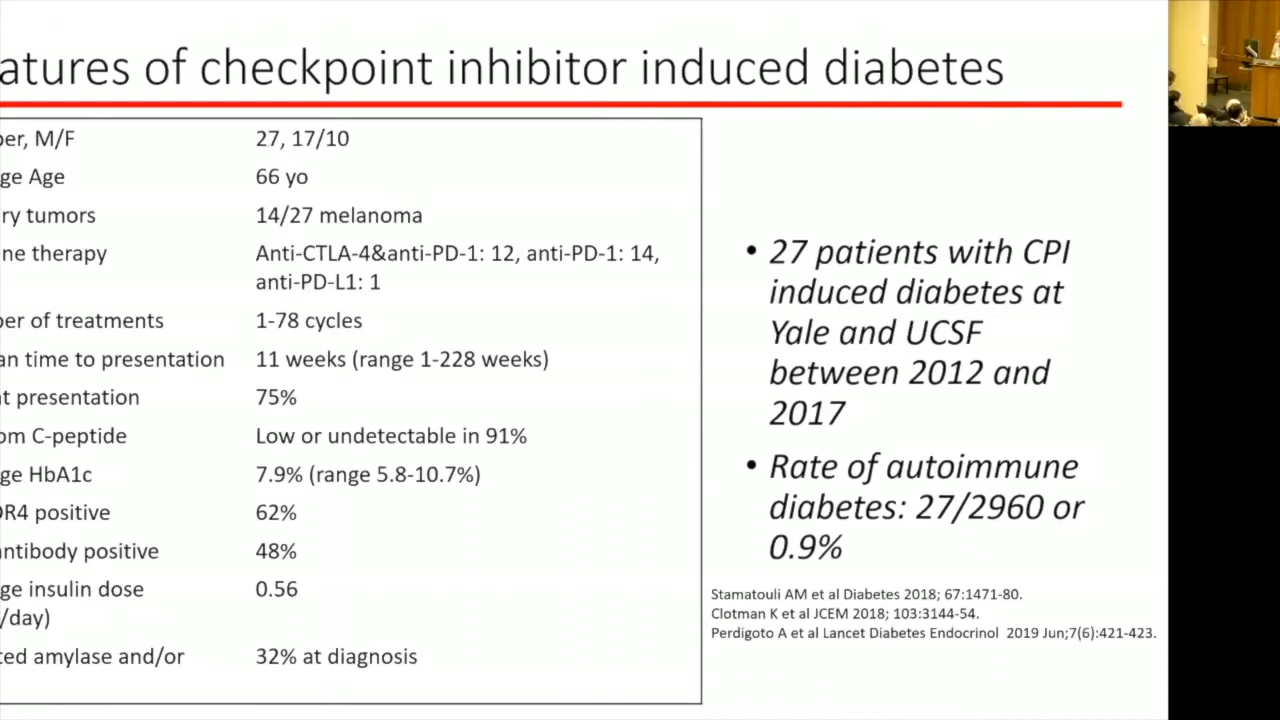 atures of checkpoint inhibitor induced diabetes
ber, M/F 27, 17/10
ge Age 66 yo
ry tumors 14/27 melanoma
ne therapy Anti-CTLA-4&anti-PD-1: 12, anti-PD-1: 14,
anti-PD-L1: 1
ber of treatments 1-78 cycles
an time to presentation 11 weeks (range 1-228 weeks)
t presentation 75%
om C-peptide Low or undetectable in 91%
ge HbA1c 7.9% (range 5.8-10.7%)
DR4 positive 62%
antibody positive 48%
ge insulin dose 0.56
/day)
ted amylase and/or 32% at diagnosis
• 27 patients with CPI
induced diabetes at
Yale and UCSF
between 2012 and
2017
• Rate of autoimmune
diabetes: 27/2960 or
0.9%
Stamatouli AM et al Diabetes 2018; 67:1471-80.
Clotman K et al JCEM 2018; 103:3144-54.
Perdigoto A et al Lancet Diabetes Endocrinol 2019 Jun;7(6):421-423.